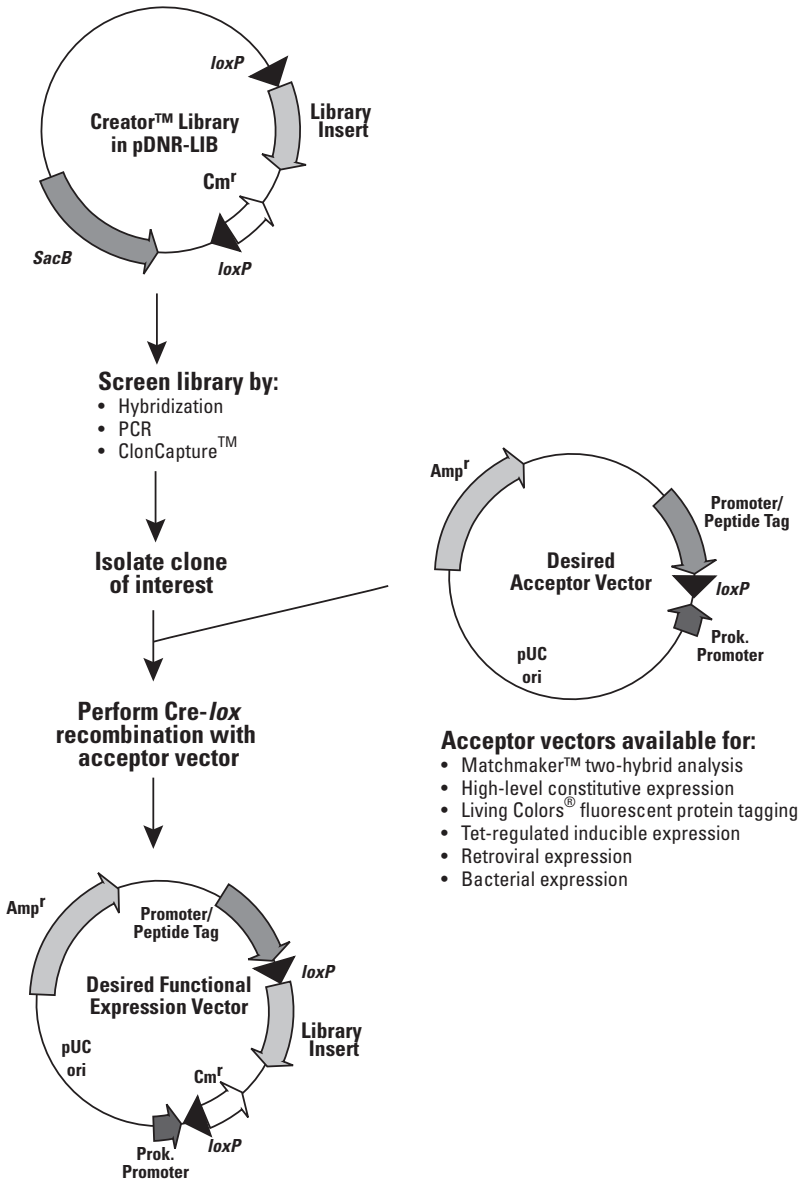 loxP
Creator™ Library
in pDNR-LIB
Library
Insert
Cmr
SacB
loxP
Screen library by:
• Hybridization
• PCR
• ClonCapture™
Isolate clone
of interest
Ampr
Promoter/
Peptide Tag
Desired
Acceptor Vector
loxP
pUC
ori
Prok.
Promoter
Perform Cre-lox
recombination with
acceptor vector
Acceptor vectors available for:
• Matchmaker™ two-hybrid analysis
• High-level constitutive expression
• Living Colors® fluorescent protein tagging
• Tet-regulated inducible expression
• Retroviral expression
• Bacterial expression
Ampr
Promoter/
Peptide Tag
loxP
Desired Functional
Expression Vector
Library
Insert
pUC
ori
Cmr
loxP
Prok.
Promoter